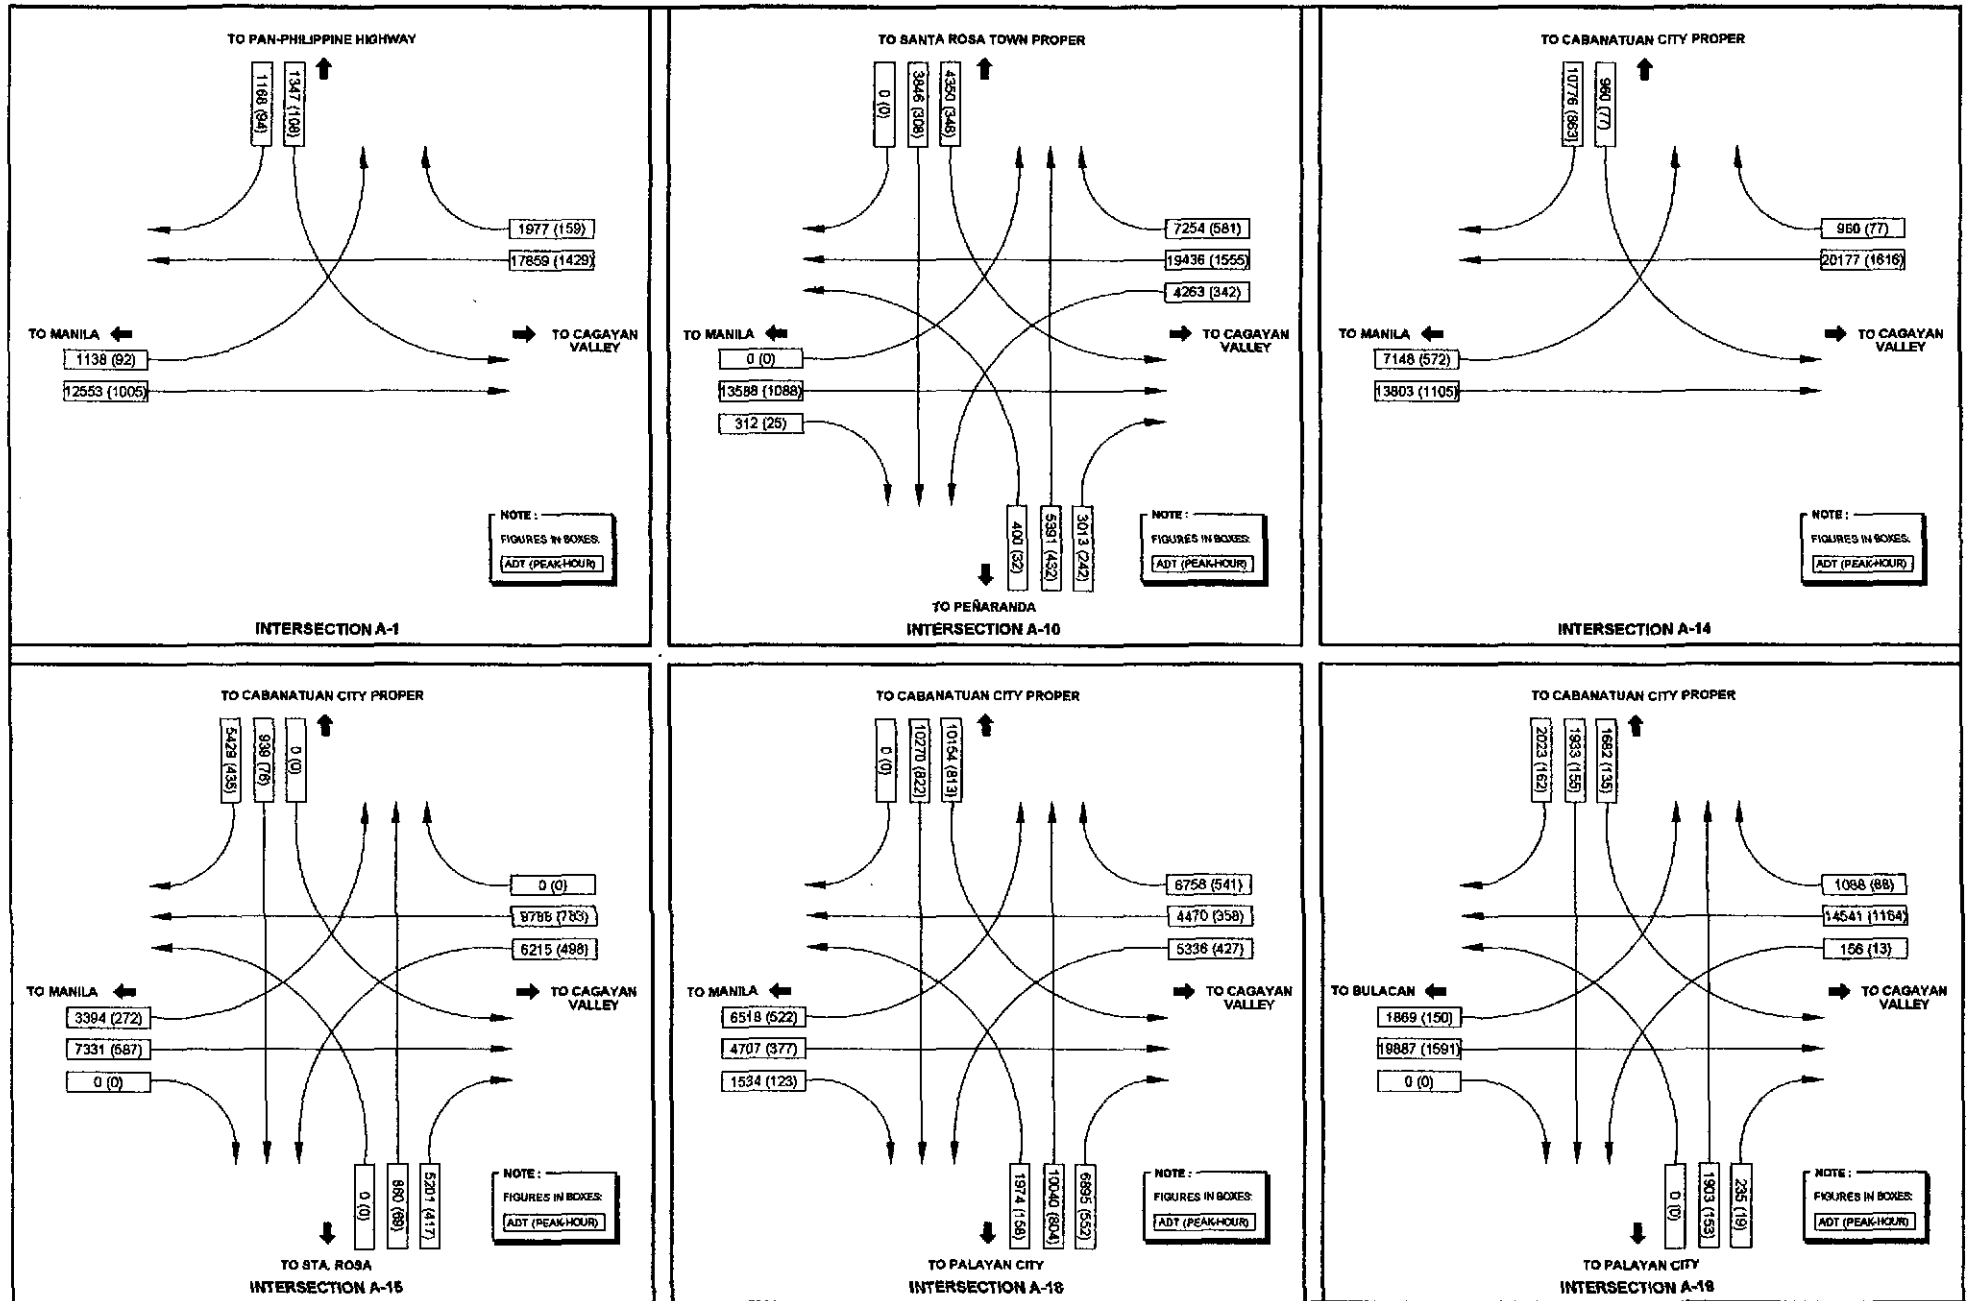 TO PAN-PHILIPPINE HIGHWAY
1168 (94)
1347 (108)
1977 (159)
17859 (1429)
TO MANILA
TO CAGAYAN
VALLEY
1138 (92)
12553 (1005)
NOTE :
FIGURES IN BOXES:
ADT (PEAK-HOUR)
INTERSECTION A-1
TO SANTA ROSA TOWN PROPER
0 (0)
3846 (308)
4350 (348)
7254 (581)
19436 (1555)
4263 (342)
TO MANILA
TO CAGAYAN
VALLEY
0 (0)
13588 (1088)
312 (25)
400 (32)
5391 (432)
3013 (242)
NOTE :
FIGURES IN BOXES:
ADT (PEAK-HOUR)
TO PEÑARANDA
INTERSECTION A-10
TO CABANATUAN CITY PROPER
10776 (863)
960 (77)
960 (77)
20177 (1616)
TO MANILA
TO CAGAYAN
VALLEY
7148 (572)
13803 (1105)
NOTE :
FIGURES IN BOXES:
ADT (PEAK-HOUR)
INTERSECTION A-14
TO CABANATUAN CITY PROPER
5429 (435)
939 (76)
0 (0)
0 (0)
9788 (783)
6215 (498)
TO MANILA
TO CAGAYAN
VALLEY
3394 (272)
7331 (587)
0 (0)
0 (0)
860 (69)
5201 (417)
NOTE :
FIGURES IN BOXES:
ADT (PEAK-HOUR)
TO STA. ROSA
INTERSECTION A-15
TO CABANATUAN CITY PROPER
0 (0)
10270 (822)
10154 (813)
6758 (541)
4470 (358)
5336 (427)
TO MANILA
TO CAGAYAN
VALLEY
6518 (522)
4707 (377)
1534 (123)
1974 (158)
10040 (804)
6895 (552)
NOTE :
FIGURES IN BOXES:
ADT (PEAK-HOUR)
TO PALAYAN CITY
INTERSECTION A-16
TO CABANATUAN CITY PROPER
2023 (162)
1933 (155)
1682 (135)
1088 (88)
14541 (1164)
156 (13)
TO BULACAN
TO CAGAYAN
VALLEY
1869 (150)
19887 (1591)
0 (0)
0 (0)
1903 (153)
235 (19)
NOTE :
FIGURES IN BOXES:
ADT (PEAK-HOUR)
TO PALAYAN CITY
INTERSECTION A-18